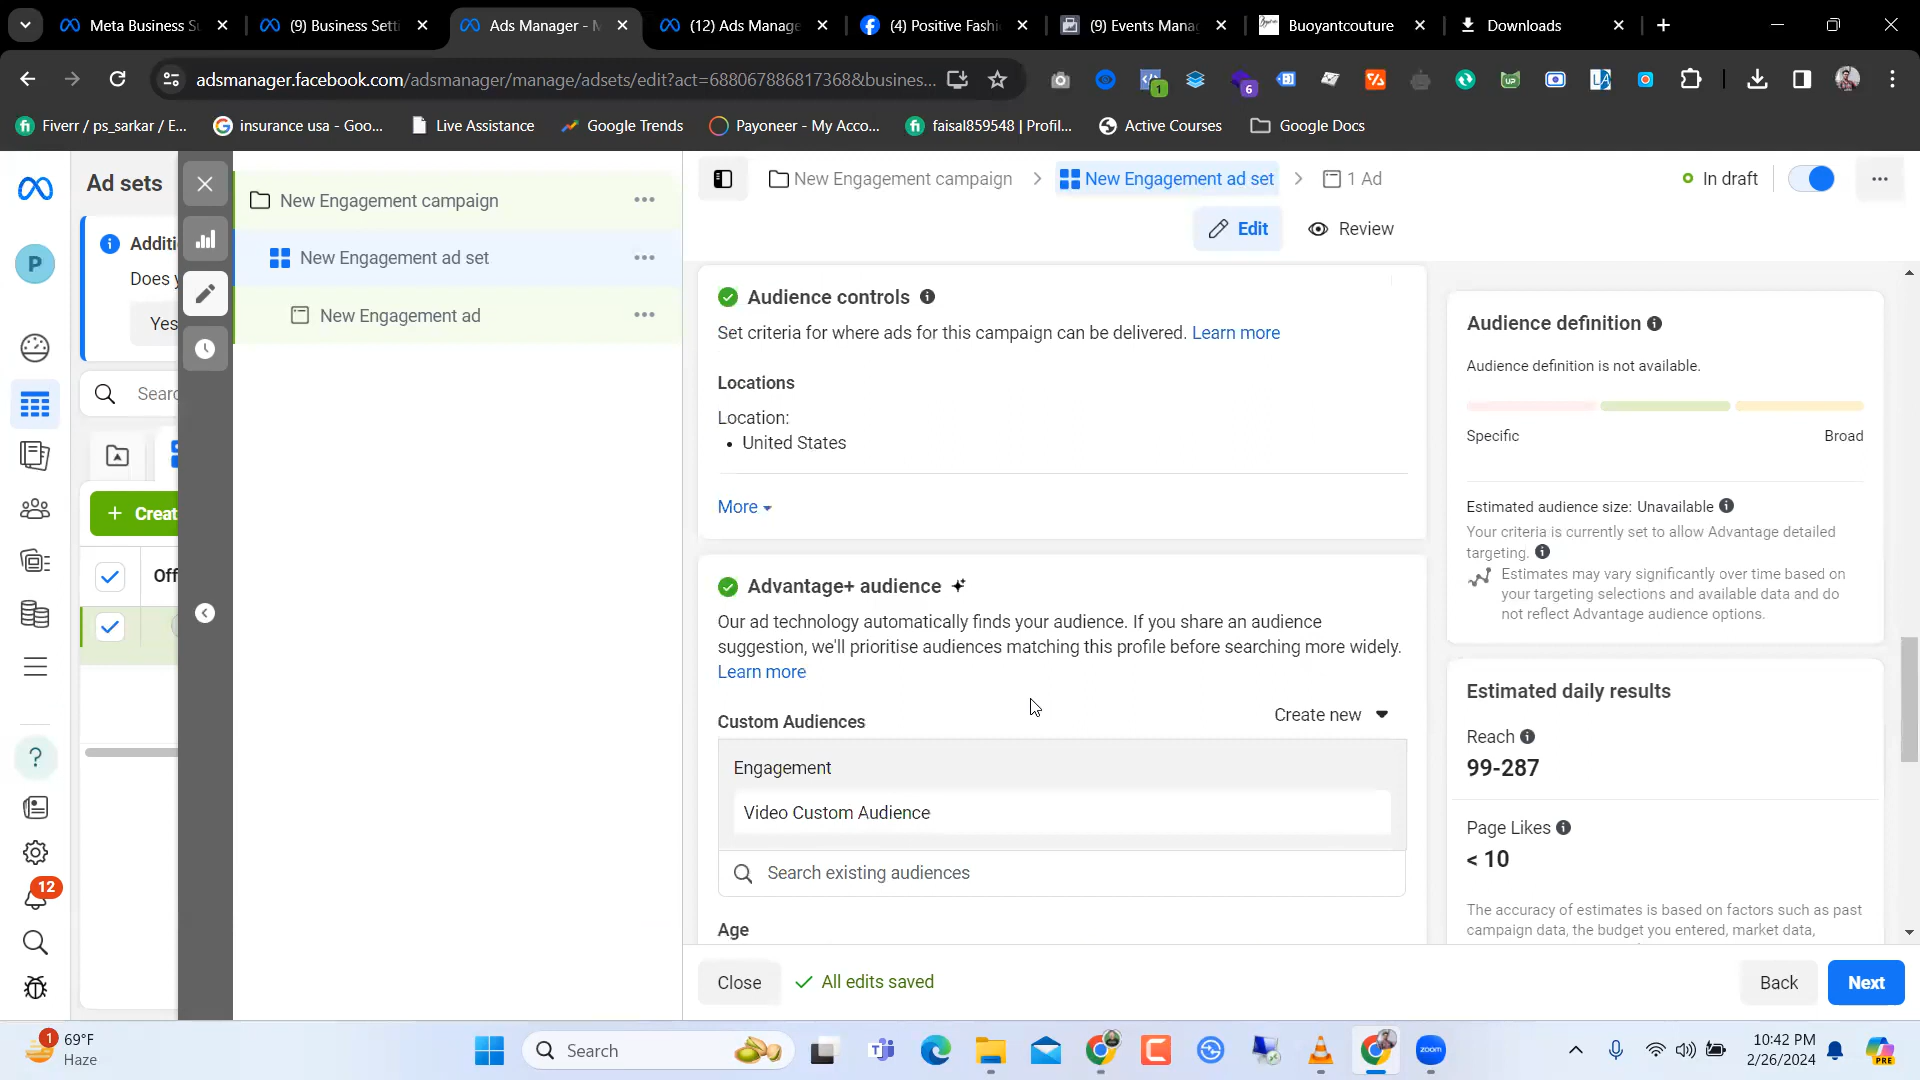 Meta Business Su
(9) Business Setti
Ads Manager - M
(12) Ads Manage
(4) Positive Fashi
(9) Events Manag
Buoyantcouture
Downloads
adsmanager.facebook.com/adsmanager/manage/adsets/edit?act=688067886817368&busines...
1
6
Fiverr / ps_sarkar / E...
insurance usa - Goo...
Live Assistance
Google Trends
Payoneer - My Acco...
faisal859548 | Profil...
Active Courses
Google Docs
Ad sets
P
Additi
Does y
Yes
Searc
Creat
Off
12
New Engagement campaign
New Engagement ad set
New Engagement ad
New Engagement campaign
New Engagement ad set
1 Ad
In draft
Edit
Review
Audience controls
Set criteria for where ads for this campaign can be delivered. Learn more
Locations
Location:
• United States
More
Advantage+ audience
Our ad technology automatically finds your audience. If you share an audience
suggestion, we'll prioritise audiences matching this profile before searching more widely.
Learn more
Custom Audiences
Create new
Engagement
Video Custom Audience
Search existing audiences
Age
Audience definition
Audience definition is not available.
Specific
Broad
Estimated audience size: Unavailable
Your criteria is currently set to allow Advantage detailed
targeting.
Estimates may vary significantly over time based on
your targeting selections and available data and do
not reflect Advantage audience options.
Estimated daily results
Reach
99-287
Page Likes
< 10
The accuracy of estimates is based on factors such as past
campaign data, the budget you entered, market data,
Close
All edits saved
Back
Next
1
69°F
Haze
Search
zoom
10:42 PM
2/26/2024
PRE